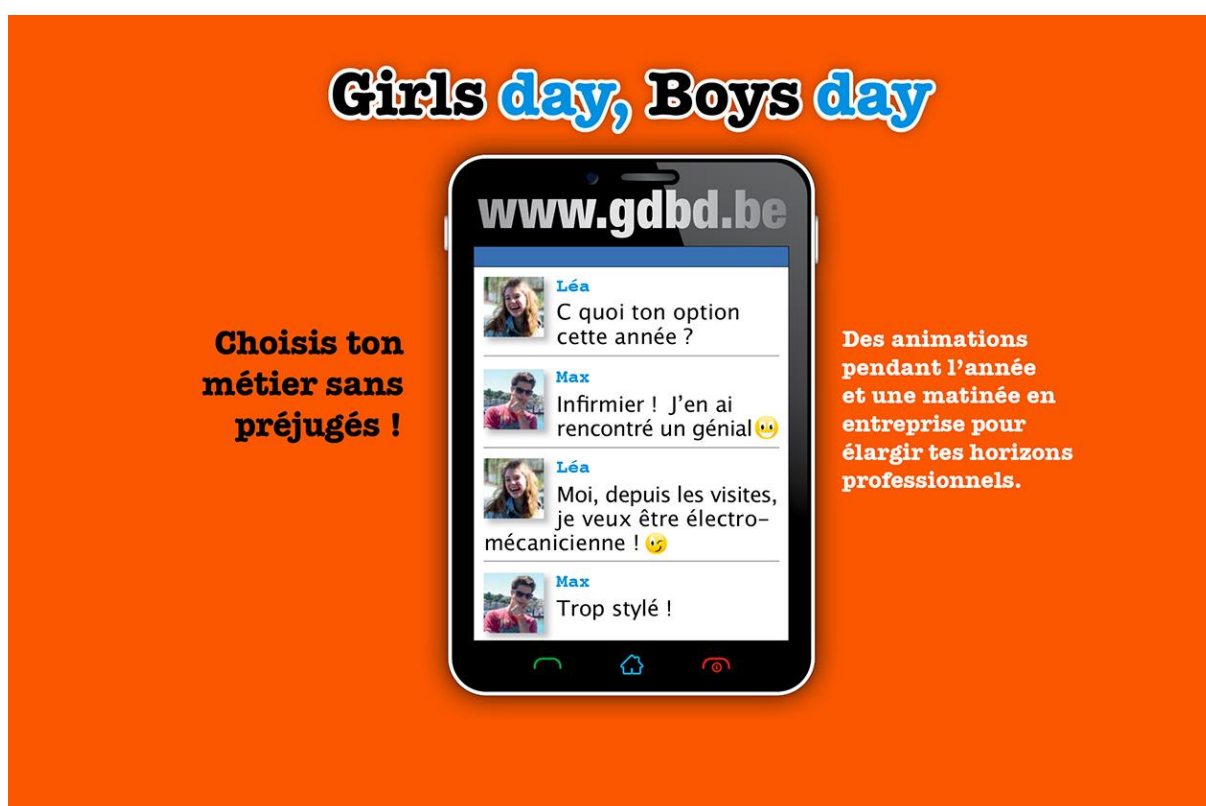 Girls day, Boys day
www.gdbd.be
Choisis ton
métier sans
préjugés !
Léa
C quoi ton option
cette année ?
Max
Infirmier ! J'en ai
rencontré un génial
Léa
Moi, depuis les visites,
je veux être électro-
mécanicienne !
Max
Trop stylé !
Des animations
pendant l'année
et une matinée en
entreprise pour
élargir tes horizons
professionnels.